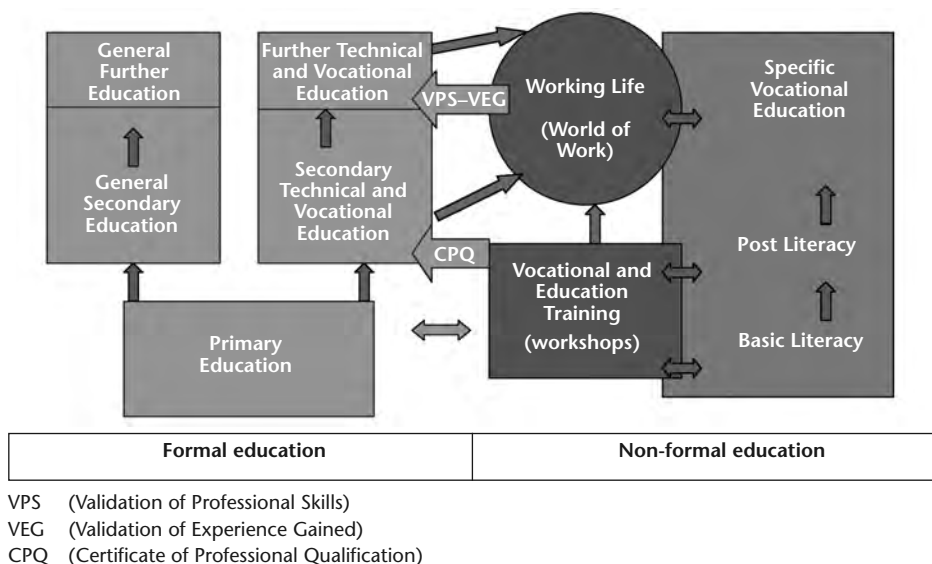 General
Further
Education
General
Secondary
Education
Further Technical
and Vocational
Education
Secondary
Technical and
Vocational
Education
VPS–VEG
CPQ
Working Life
(World of
Work)
Vocational and
Education
Training
(workshops)
Specific
Vocational
Education
Post Literacy
Basic Literacy
Primary
Education
Formal education
Non-formal education
VPS (Validation of Professional Skills)
VEG (Validation of Experience Gained)
CPQ (Certificate of Professional Qualification)